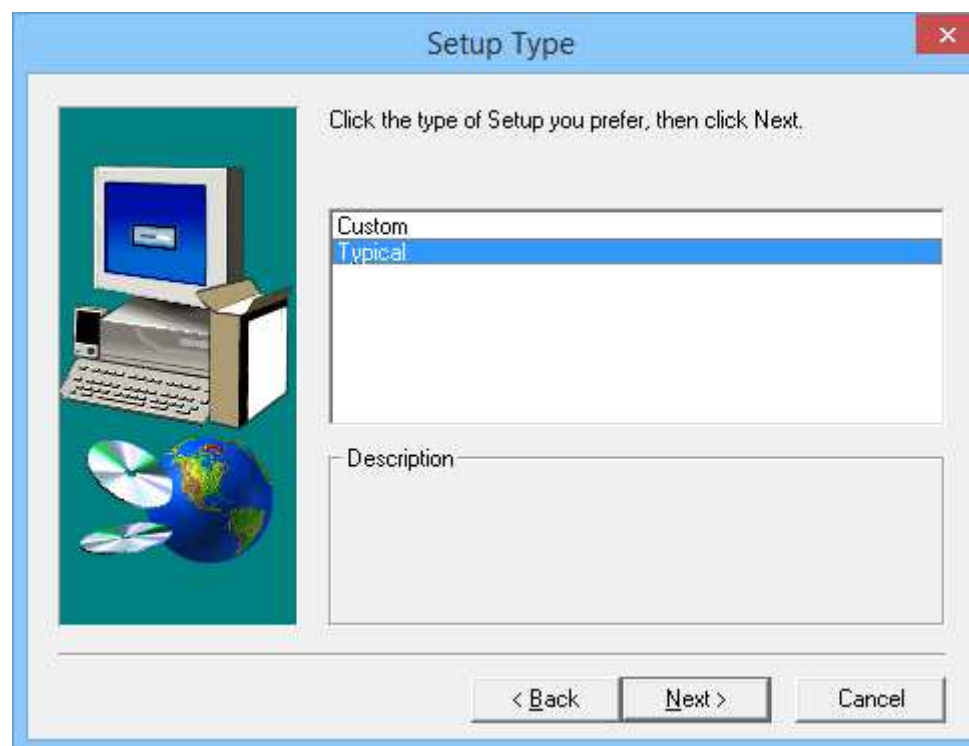 Setup Type
Click the type of Setup you prefer, then click Next.
Custom
Typical
Description
< Back
Next >
Cancel